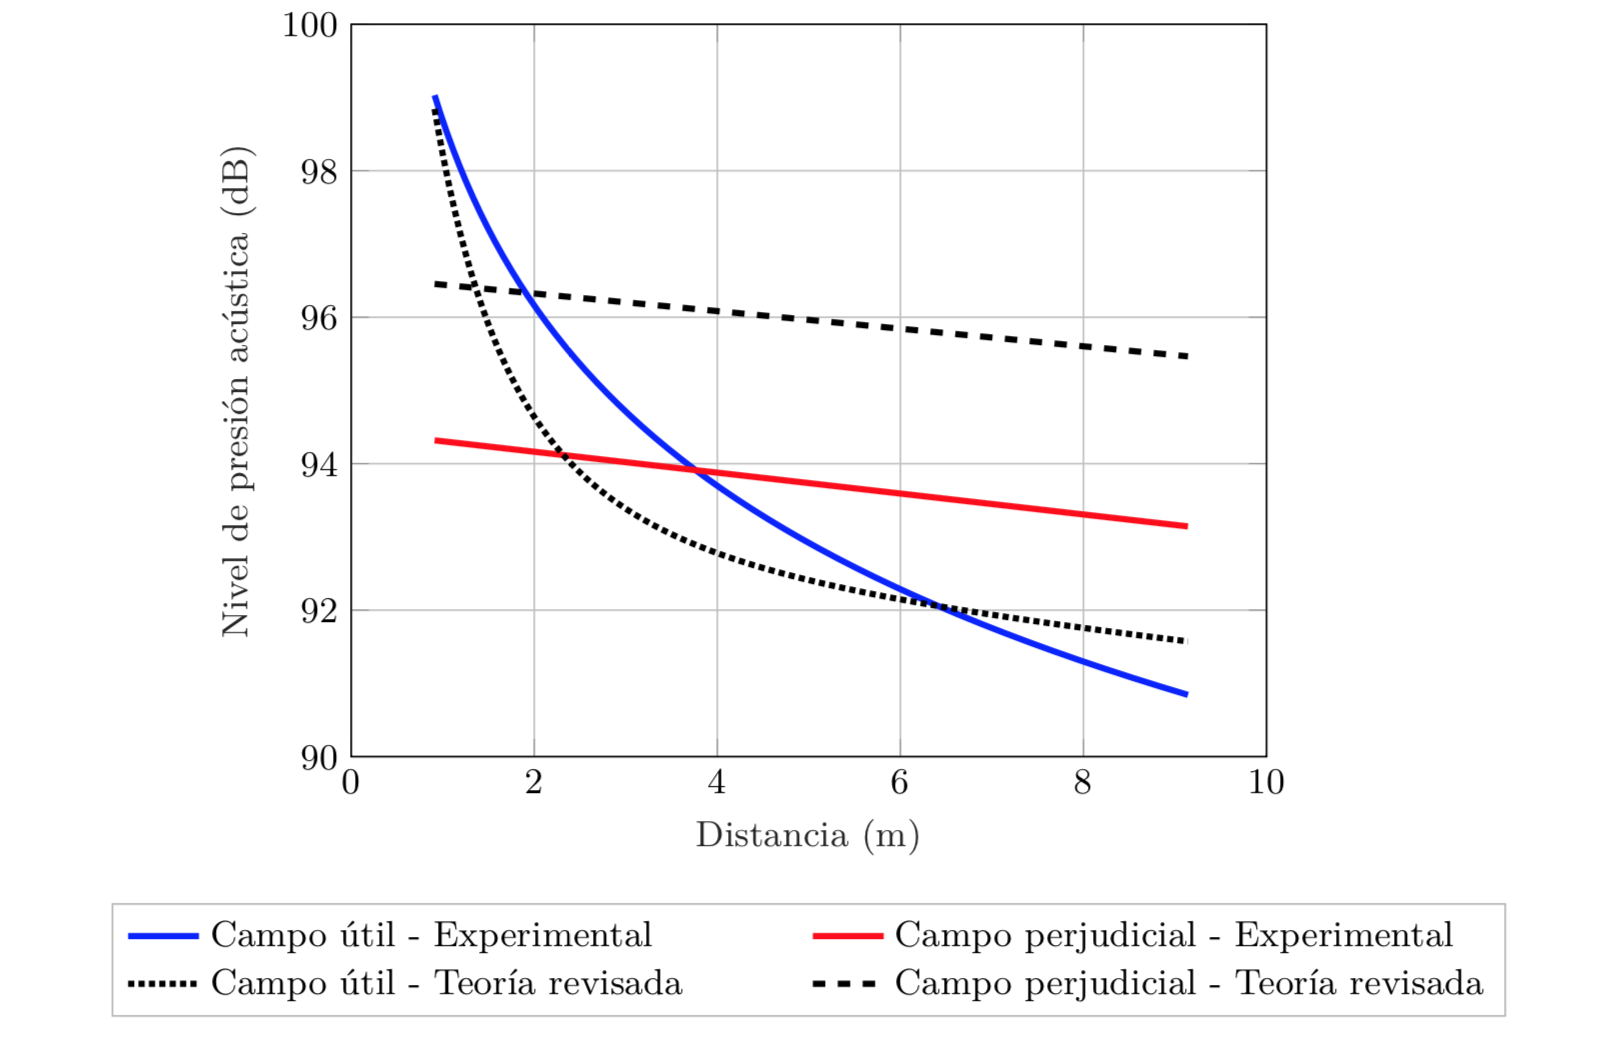 100
98
96
94
92
90
0 2 4 6 8 10
Nivel de presión acústica (dB)
Distancia (m)
Campo útil - Experimental
Campo perjudicial - Experimental
Campo útil - Teoría revisada
Campo perjudicial - Teoría revisada